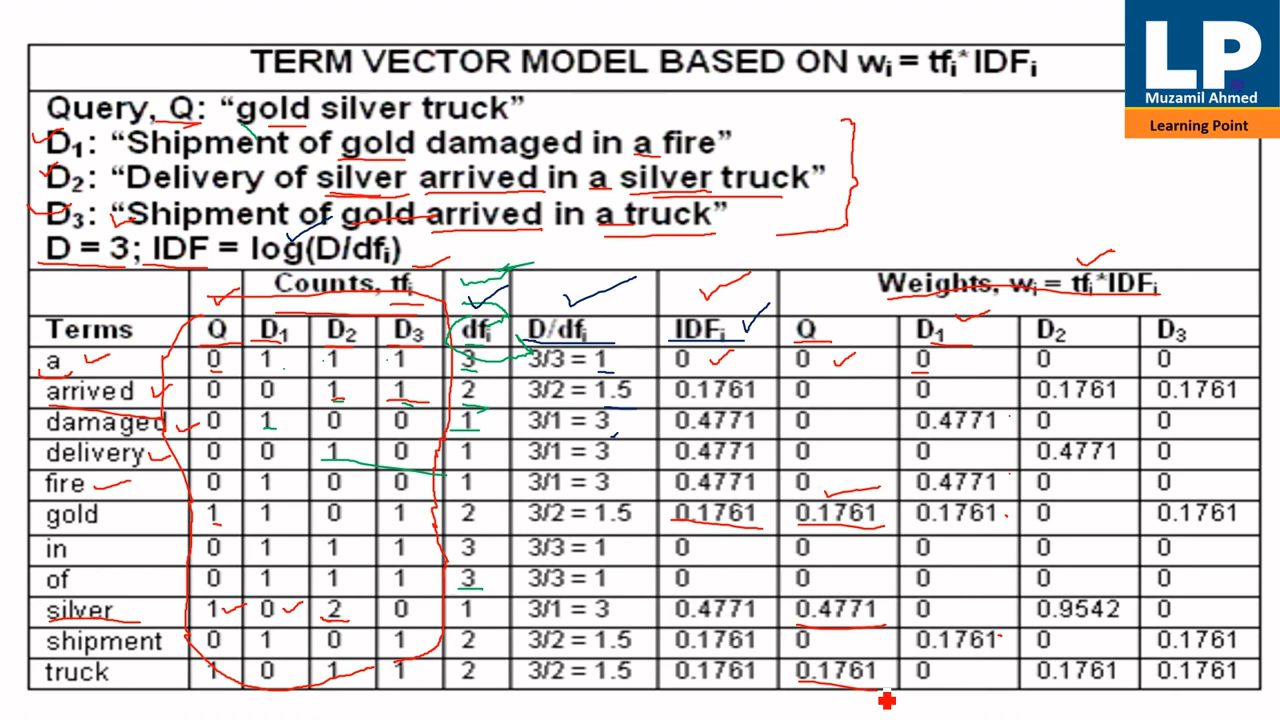 LP.
Muzamil Ahmed
Learning Point
TERM VECTOR MODEL BASED ON wᵢ = tfᵢ*IDFᵢ
Query, Q: “gold silver truck”
D₁: “Shipment of gold damaged in a fire”
D₂: “Delivery of silver arrived in a silver truck”
D₃: “Shipment of gold arrived in a truck”
D = 3; IDF = log(D/dfᵢ)
Counts, tfᵢ Weights, wᵢ = tfᵢ*IDFᵢ
Terms Q D₁ D₂ D₃ dfᵢ D/dfᵢ IDFᵢ Q D₁ D₂ D₃
a 0 1 1 1 3 3/3 = 1 0 0 0 0 0
arrived 0 0 1 1 2 3/2 = 1.5 0.1761 0 0 0.1761 0.1761
damaged 0 1 0 0 1 3/1 = 3 0.4771 0 0.4771 0 0
delivery 0 0 1 0 1 3/1 = 3 0.4771 0 0 0.4771 0
fire 0 1 0 0 1 3/1 = 3 0.4771 0 0.4771 0 0
gold 1 1 0 1 2 3/2 = 1.5 0.1761 0.1761 0.1761 0 0.1761
in 0 1 1 1 3 3/3 = 1 0 0 0 0 0
of 0 1 1 1 3 3/3 = 1 0 0 0 0 0
silver 1 0 2 0 1 3/1 = 3 0.4771 0.4771 0 0.9542 0
shipment 0 1 0 1 2 3/2 = 1.5 0.1761 0 0.1761 0 0.1761
truck 1 0 1 1 2 3/2 = 1.5 0.1761 0.1761 0 0.1761 0.1761